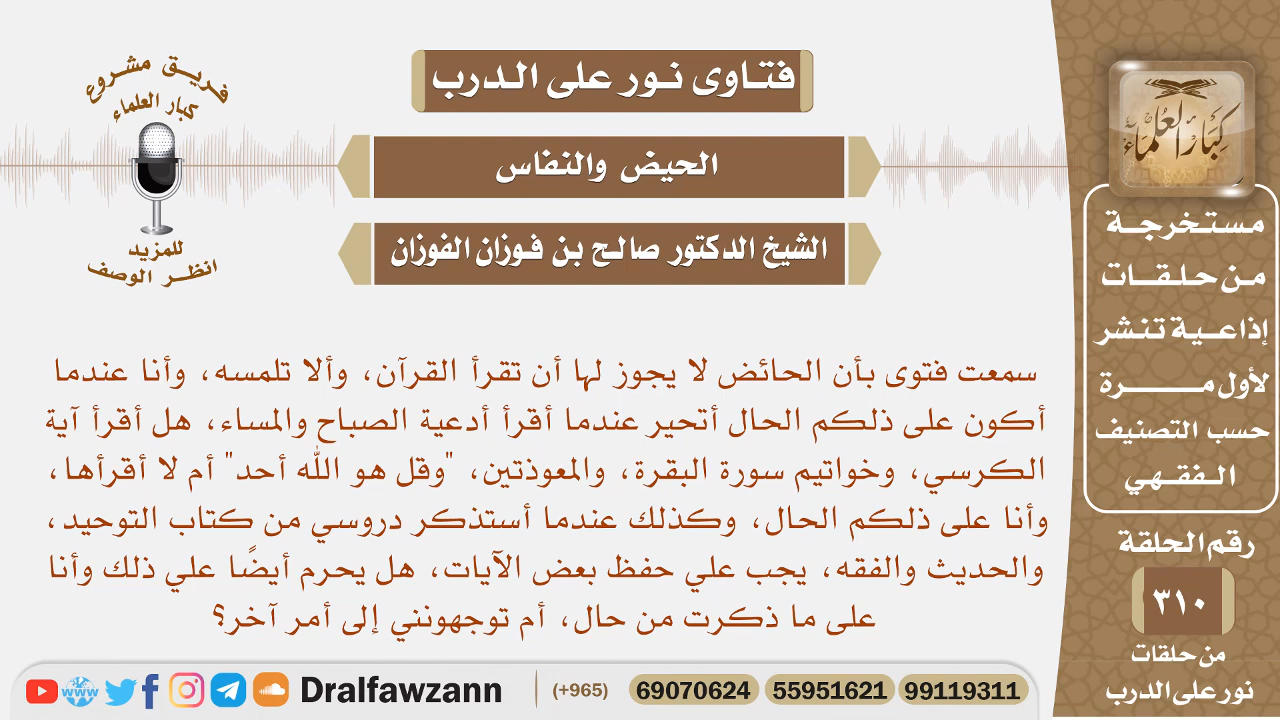 فتاوى نور على الدرب
الحيض والنفاس
الشيخ الدكتور صالح بن فوزان الفوزان
فريق مشروع
كبار العلماء
للمزيد
انظر الوصف
سمعت فتوى بأن الحائض لا يجوز لها أن تقرأ القرآن، وألا تلمسه، وأنا عندما
أكون على ذلكم الحال أتحير عندما أقرأ أدعية الصباح والمساء، هل أقرأ آية
الكرسي، وخواتيم سورة البقرة، والمعوذتين، "وقل هو الله أحد" أم لا أقرأها،
وأنا على ذلكم الحال، وكذلك عندما أستذكر دروسي من كتاب التوحيد،
والحديث والفقه، يجب علي حفظ بعض الآيات، هل يحرم أيضًا علي ذلك وأنا
على ما ذكرت من حال، أم توجهونني إلى أمر آخر؟
كبار العلماء
مستخرجة
من حلقات
إذاعية تنشر
لأول مرة
حسب التصنيف
الفقهي
رقم الحلقة
٣١٠
من حلقات
نور على الدرب
www
Dralfawzann
(+965)
69070624
55951621
99119311